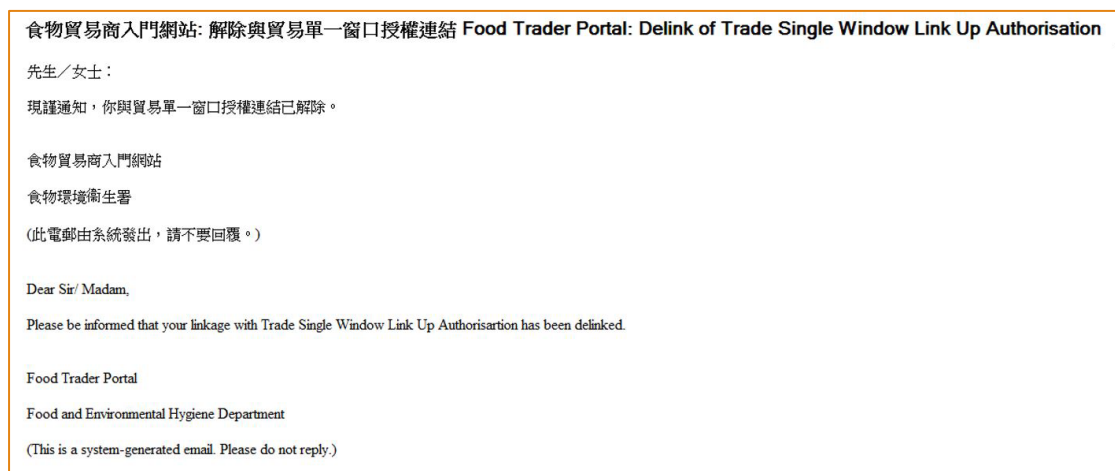 食物貿易商入門網站: 解除與貿易單一窗口授權連結 Food Trader Portal: Delink of Trade Single Window Link Up Authorisation
先生／女士：
現謹通知，你與貿易單一窗口授權連結已解除。
食物貿易商入門網站
食物環境衞生署
(此電郵由系統發出，請不要回覆。)
Dear Sir/ Madam,
Please be informed that your linkage with Trade Single Window Link Up Authorisartion has been delinked.
Food Trader Portal
Food and Environmental Hygiene Department
(This is a system-generated email. Please do not reply.)